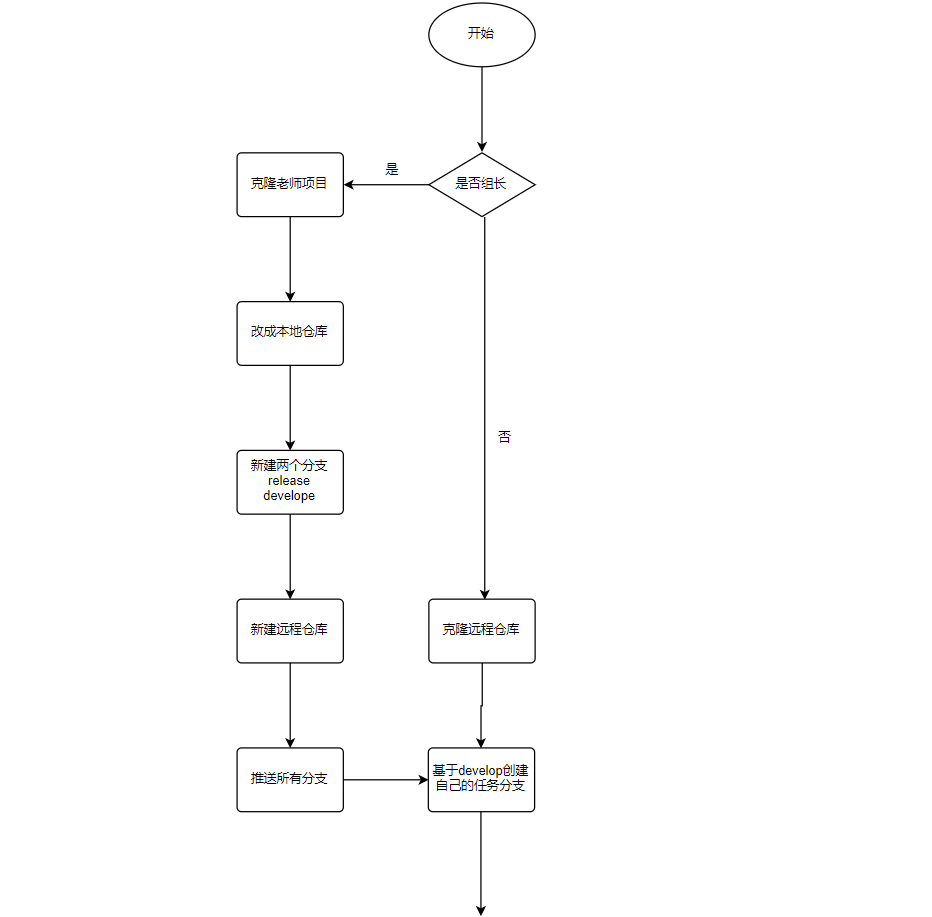 开始
是
克隆老师项目
是否组长
改成本地仓库
否
新建两个分支
release
develope
新建远程仓库
克隆远程仓库
推送所有分支
基于develop创建
自己的任务分支